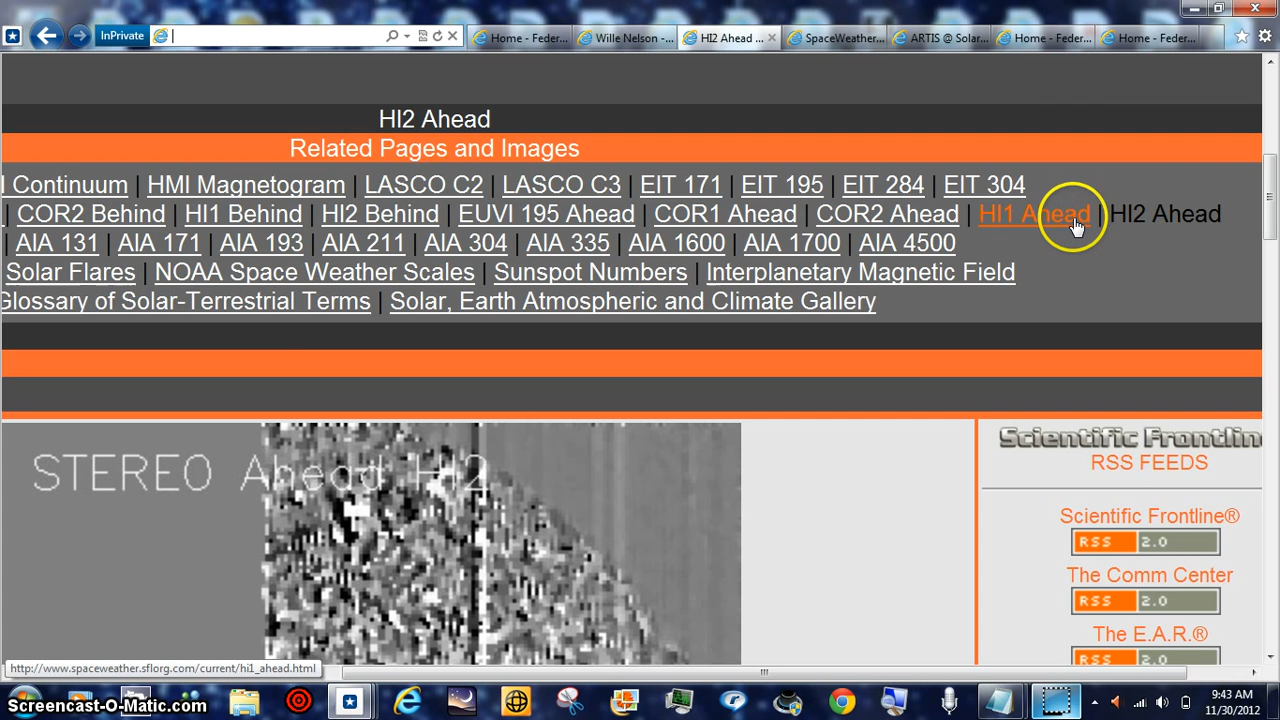 InPrivate
Home - Feder...
Wille Nelson -...
HI2 Ahead ...
SpaceWeather...
ARTIS @ Solar...
Home - Feder...
Home - Feder...
HI2 Ahead
Related Pages and Images
I Continuum | HMI Magnetogram | LASCO C2 | LASCO C3 | EIT 171 | EIT 195 | EIT 284 | EIT 304
| COR2 Behind | HI1 Behind | HI2 Behind | EUVI 195 Ahead | COR1 Ahead | COR2 Ahead | HI1 Ahead | HI2 Ahead
| AIA 131 | AIA 171 | AIA 193 | AIA 211 | AIA 304 | AIA 335 | AIA 1600 | AIA 1700 | AIA 4500
Solar Flares | NOAA Space Weather Scales | Sunspot Numbers | Interplanetary Magnetic Field
Glossary of Solar-Terrestrial Terms | Solar, Earth Atmospheric and Climate Gallery
STEREO Ahead HI2
Scientific Frontlin
RSS FEEDS
Scientific Frontline®
RSS 2.0
The Comm Center
RSS 2.0
The E.A.R.®
RSS 2.0
http://www.spaceweather.sflorg.com/current/hi1_ahead.html
Screencast-O-Matic.com
9:43 AM
11/30/2012